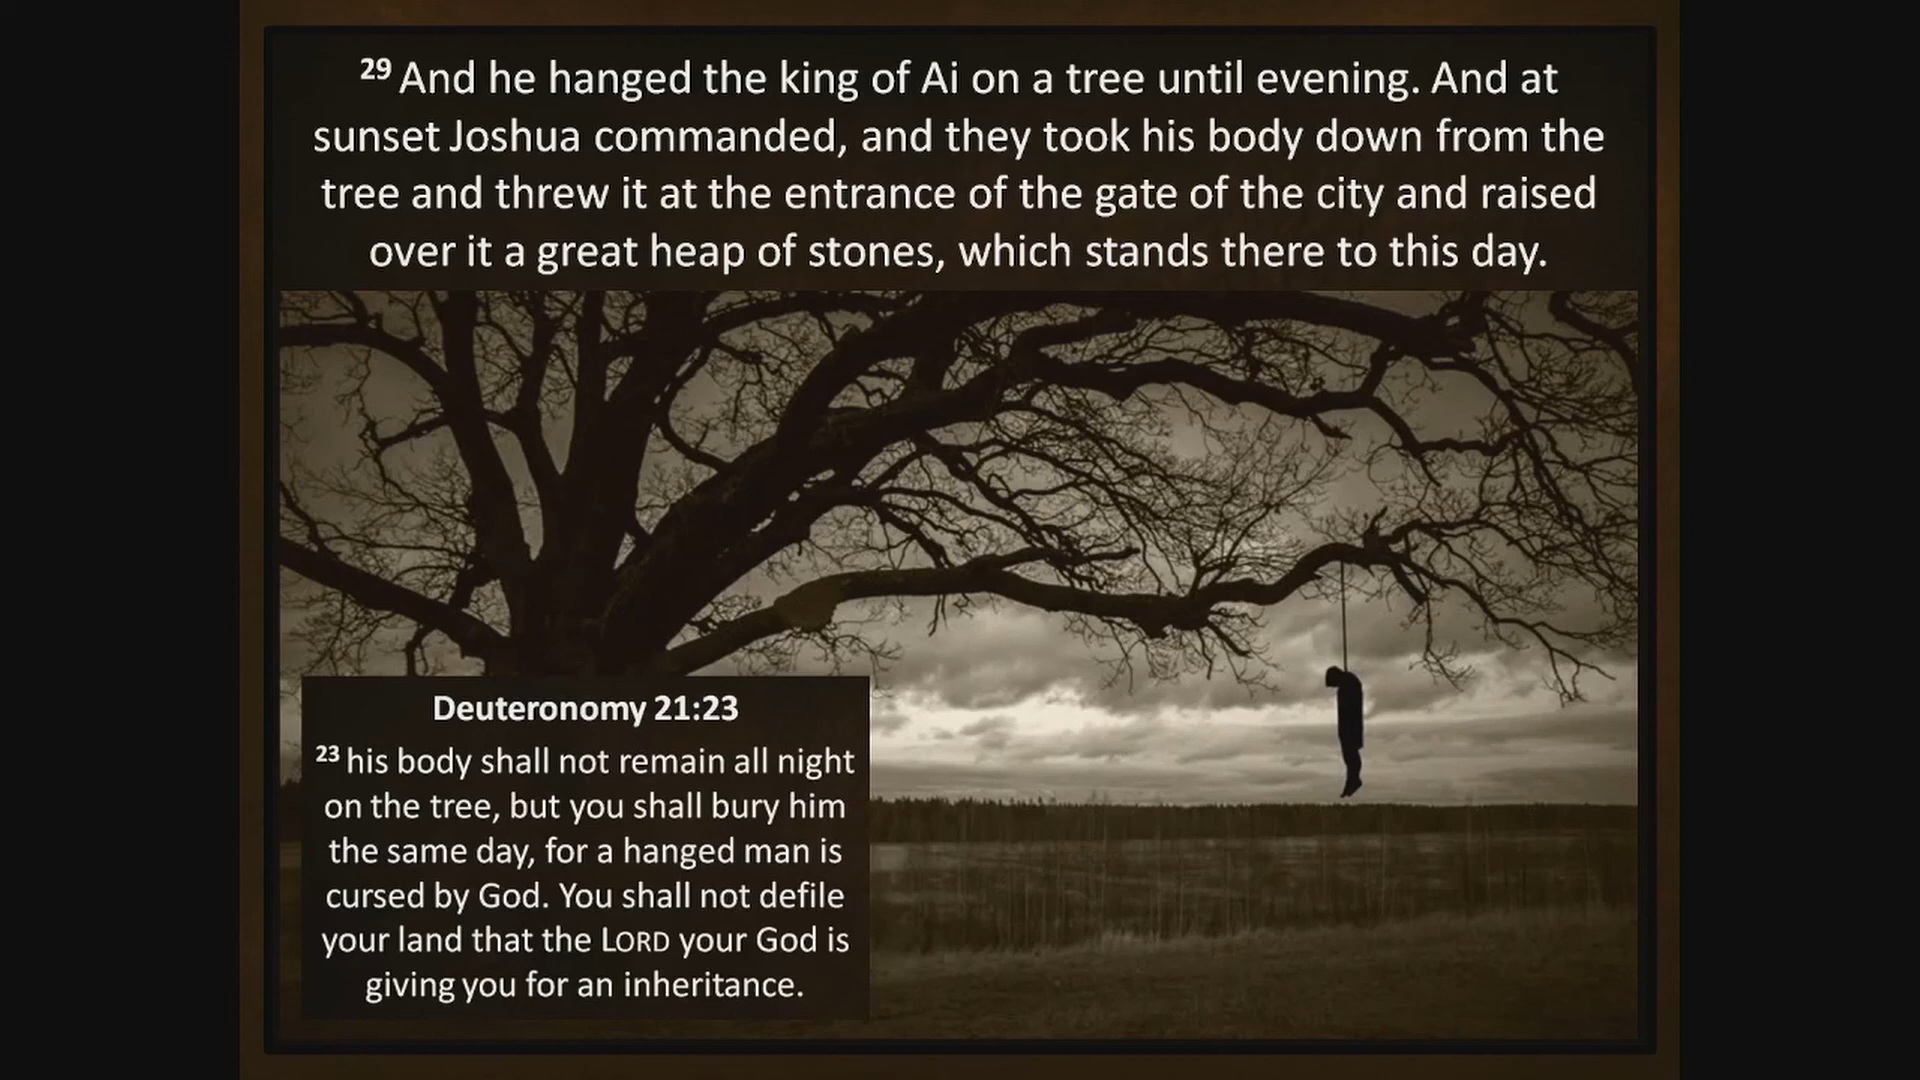 29 And he hanged the king of Ai on a tree until evening. And at
sunset Joshua commanded, and they took his body down from the
tree and threw it at the entrance of the gate of the city and raised
over it a great heap of stones, which stands there to this day.
Deuteronomy 21:23
23 his body shall not remain all night
on the tree, but you shall bury him
the same day, for a hanged man is
cursed by God. You shall not defile
your land that the LORD your God is
giving you for an inheritance.